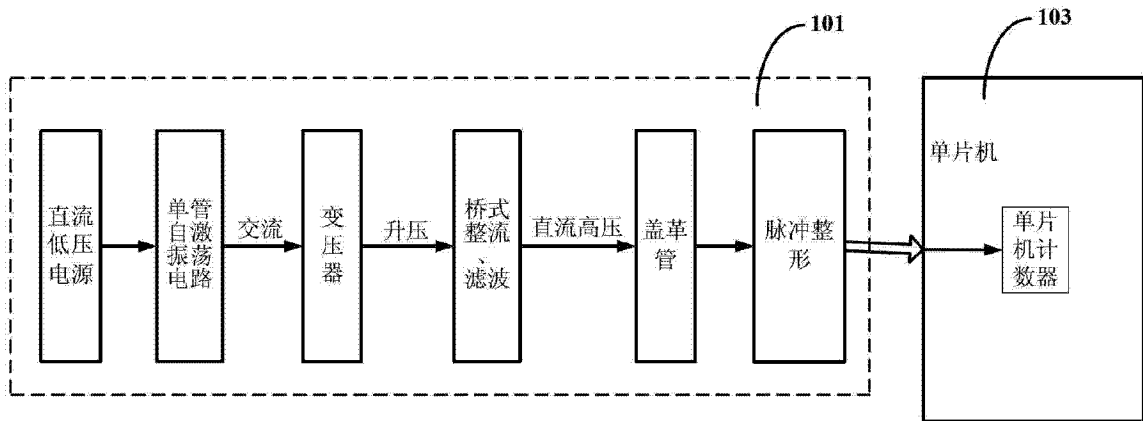 101
103
直流
低压
电源
单管
自激
振荡
电路
交流
变
压
器
升压
桥式
整流
、
滤波
直流高压
盖革
管
脉冲整
形
单片机
单片
机计
数器